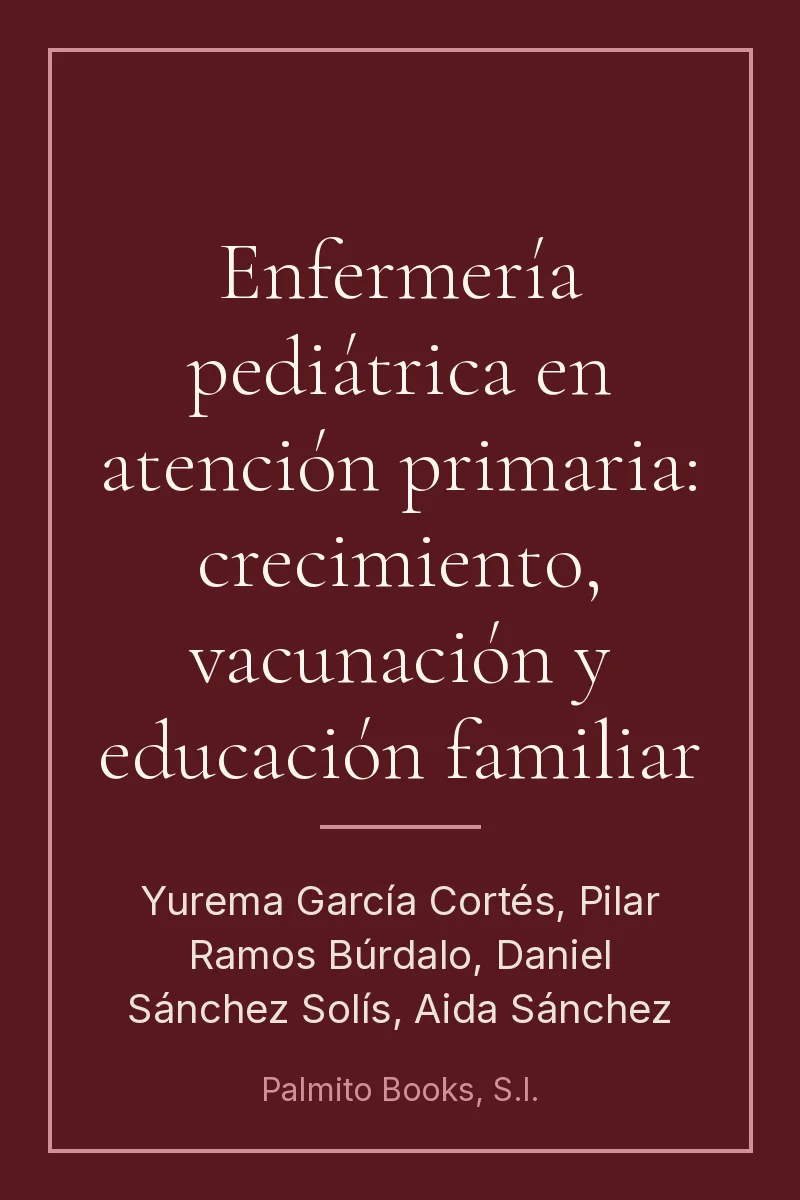 Enfermería
pediátrica en
atención primaria:
crecimiento,
vacunación y
educación familiar
Yurema García Cortés, Pilar
Ramos Búrdalo, Daniel
Sánchez Solís, Aida Sánchez
Palmito Books, S.l.